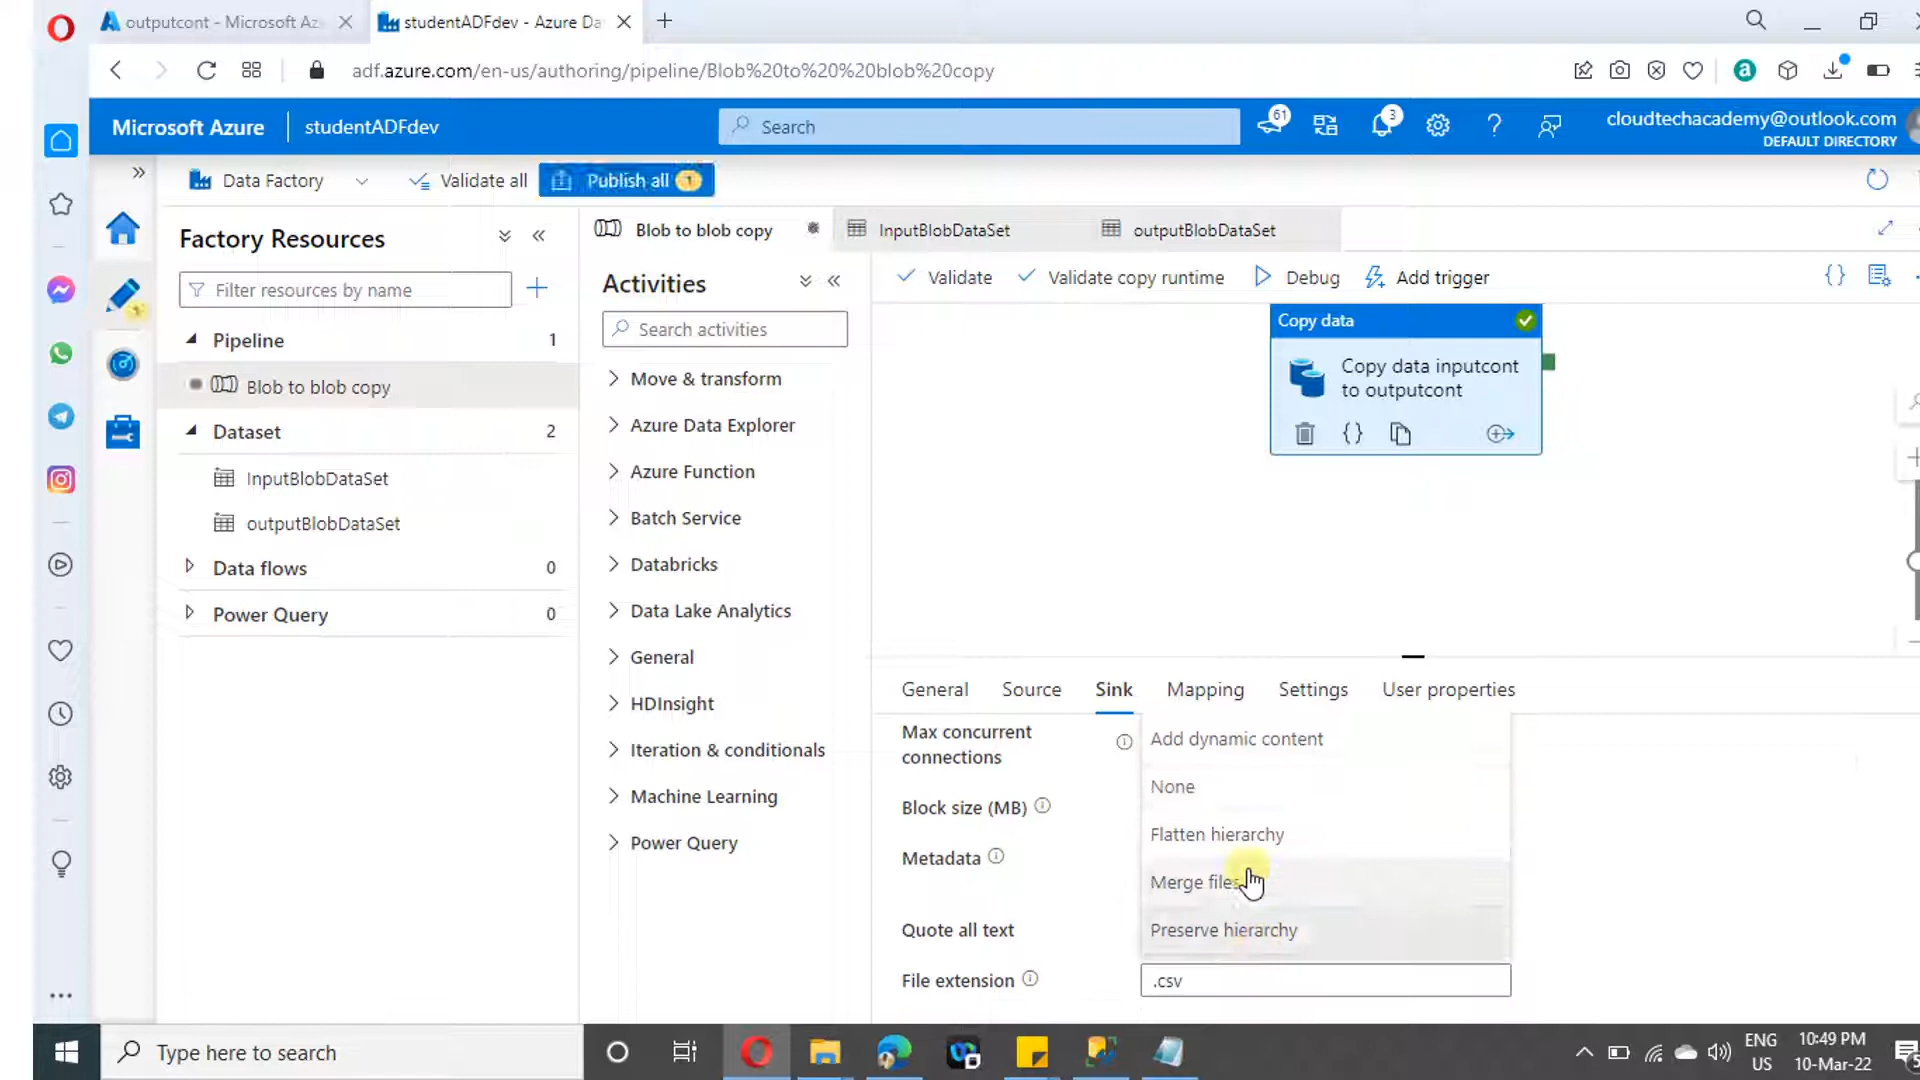 outputcont - Microsoft Az
studentADFdev - Azure Da
adf.azure.com/en-us/authoring/pipeline/Blob%20to%20%20blob%20copy
a
Microsoft Azure
studentADFdev
Search
61
3
cloudtechacademy@outlook.com
DEFAULT DIRECTORY
Data Factory
Validate all
Publish all 1
Factory Resources
Filter resources by name
Pipeline 1
Blob to blob copy
Dataset 2
InputBlobDataSet
outputBlobDataSet
Data flows 0
Power Query 0
Blob to blob copy
InputBlobDataSet
outputBlobDataSet
Activities
Search activities
Move & transform
Azure Data Explorer
Azure Function
Batch Service
Databricks
Data Lake Analytics
General
HDInsight
Iteration & conditionals
Machine Learning
Power Query
Validate
Validate copy runtime
Debug
Add trigger
Copy data
Copy data inputcont
to outputcont
General
Source
Sink
Mapping
Settings
User properties
Max concurrent
connections
Block size (MB)
Metadata
Quote all text
File extension
Add dynamic content
None
Flatten hierarchy
Merge files
Preserve hierarchy
.csv
Type here to search
ENG
US
10:49 PM
10-Mar-22
5